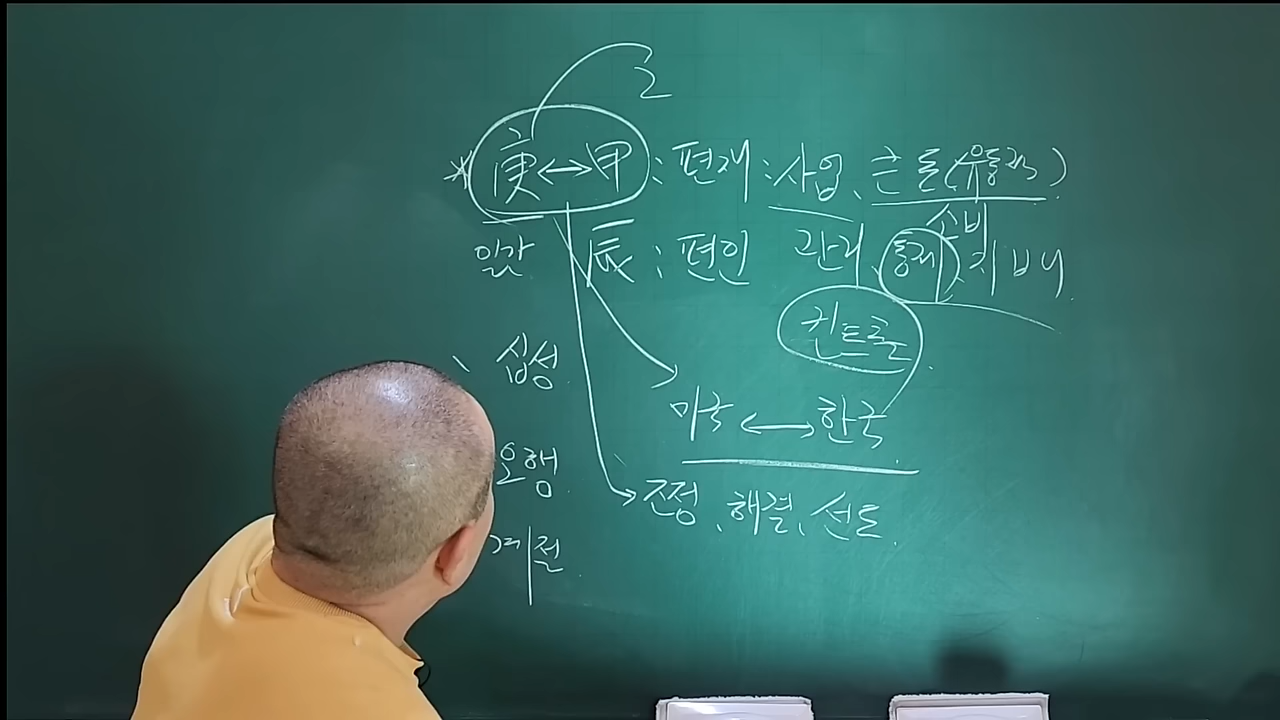 2
庚↔甲 : 편재 : 사업, 큰 돈(유동적)
소비
일간 辰 : 편인 관리, 통제, 지배.
컨트롤
십성.
미국 ↔ 한국
오행.
조정, 해결, 선도.
계절.